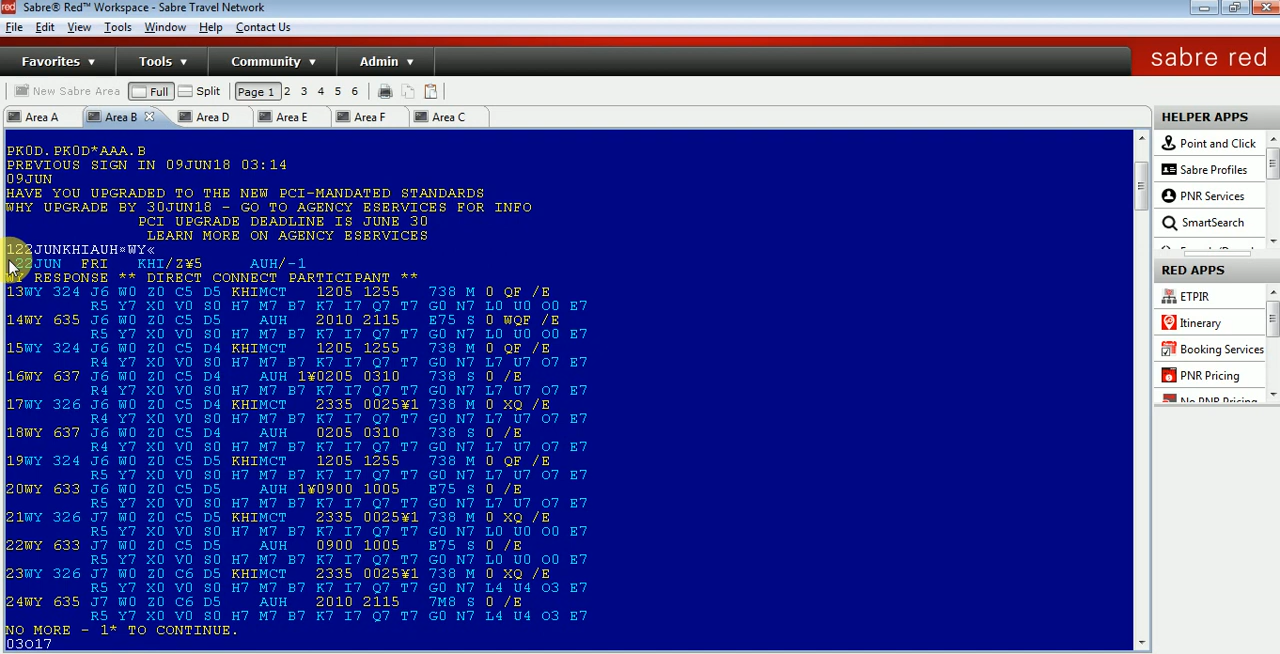 Sabre® Red™ Workspace - Sabre Travel Network
File Edit View Tools Window Help Contact Us
Favorites ▾ Tools ▾ Community ▾ Admin ▾ sabre red
New Sabre Area Full Split Page 1 2 3 4 5 6
Area A Area B Area D Area E Area F Area C
PK0D.PK0D*AAA.B
PREVIOUS SIGN IN 09JUN18 03:14
09JUN
HAVE YOU UPGRADED TO THE NEW PCI-MANDATED STANDARDS
WHY UPGRADE BY 30JUN18 - GO TO AGENCY ESERVICES FOR INFO
PCI UPGRADE DEADLINE IS JUNE 30
LEARN MORE ON AGENCY ESERVICES
122JUNKHIAUH¤WY«
22JUN FRI KHI/Z¥5 AUH/-1
WY RESPONSE ** DIRECT CONNECT PARTICIPANT **
13WY 324 J6 W0 Z0 C5 D5 KHIMCT 1205 1255 738 M 0 QF /E
R5 Y7 X0 V0 S0 H7 M7 B7 K7 I7 Q7 T7 G0 N7 L0 U0 O0 E7
14WY 635 J6 W0 Z0 C5 D5 AUH 2010 2115 E75 S 0 WQF /E
R5 Y7 X0 V0 S0 H7 M7 B7 K7 I7 Q7 T7 G0 N7 L0 U0 O0 E7
15WY 324 J6 W0 Z0 C5 D4 KHIMCT 1205 1255 738 M 0 QF /E
R4 Y7 X0 V0 S0 H7 M7 B7 K7 I7 Q7 T7 G0 N7 L7 U7 O7 E7
16WY 637 J6 W0 Z0 C5 D4 AUH 1¥0205 0310 738 S 0 /E
R4 Y7 X0 V0 S0 H7 M7 B7 K7 I7 Q7 T7 G0 N7 L7 U7 O7 E7
17WY 326 J6 W0 Z0 C5 D4 KHIMCT 2335 0025¥1 738 M 0 XQ /E
R4 Y7 X0 V0 S0 H7 M7 B7 K7 I7 Q7 T7 G0 N7 L7 U7 O7 E7
18WY 637 J6 W0 Z0 C5 D4 AUH 0205 0310 738 S 0 /E
R4 Y7 X0 V0 S0 H7 M7 B7 K7 I7 Q7 T7 G0 N7 L7 U7 O7 E7
19WY 324 J6 W0 Z0 C5 D5 KHIMCT 1205 1255 738 M 0 QF /E
R5 Y7 X0 V0 S0 H7 M7 B7 K7 I7 Q7 T7 G0 N7 L7 U7 O7 E7
20WY 633 J6 W0 Z0 C5 D5 AUH 1¥0900 1005 E75 S 0 /E
R5 Y7 X0 V0 S0 H7 M7 B7 K7 I7 Q7 T7 G0 N7 L7 U7 O7 E7
21WY 326 J7 W0 Z0 C5 D5 KHIMCT 2335 0025¥1 738 M 0 XQ /E
R5 Y7 X0 V0 S0 H7 M7 B7 K7 I7 Q7 T7 G0 N7 L0 U0 O0 E7
22WY 633 J7 W0 Z0 C5 D5 AUH 0900 1005 E75 S 0 /E
R5 Y7 X0 V0 S0 H7 M7 B7 K7 I7 Q7 T7 G0 N7 L0 U0 O0 E7
23WY 326 J7 W0 Z0 C6 D5 KHIMCT 2335 0025¥1 738 M 0 XQ /E
R5 Y7 X0 V0 S0 H7 M7 B7 K7 I7 Q7 T7 G0 N7 L4 U4 O3 E7
24WY 635 J7 W0 Z0 C6 D5 AUH 2010 2115 7M8 S 0 /E
R5 Y7 X0 V0 S0 H7 M7 B7 K7 I7 Q7 T7 G0 N7 L4 U4 O3 E7
NO MORE - 1* TO CONTINUE.
03O17
HELPER APPS
Point and Click
Sabre Profiles
PNR Services
SmartSearch
RED APPS
ETPIR
Itinerary
Booking Services
PNR Pricing
No PNR Pricing